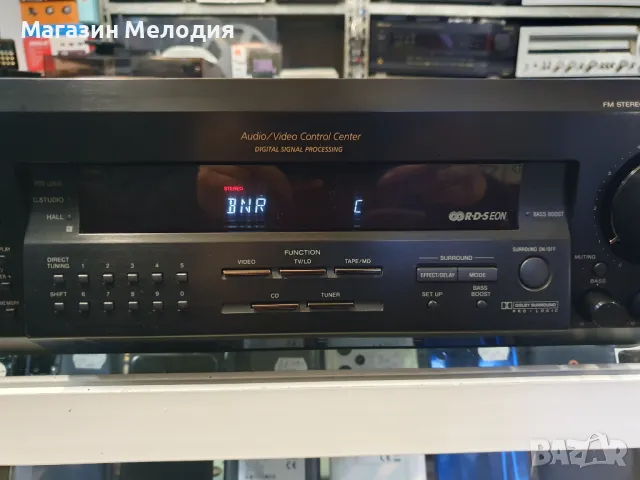 Магазин Мелодия
FM STEREO
Audio/Video Control Center
DIGITAL SIGNAL PROCESSING
C.STUDIO
HALL
STEREO
BNR C
R·D·S EON
BASS BOOST
DIRECT TUNING
1 2 3 4 5
SHIFT
6 7 8 9 0
FUNCTION
VIDEO TV/LD TAPE/MD
CD TUNER
SURROUND
EFFECT/DELAY MODE
SET UP BASS BOOST
SURROUND ON/OFF
DOLBY SURROUND
PRO · LOGIC
MUTING
BASS
BAZAR
bg